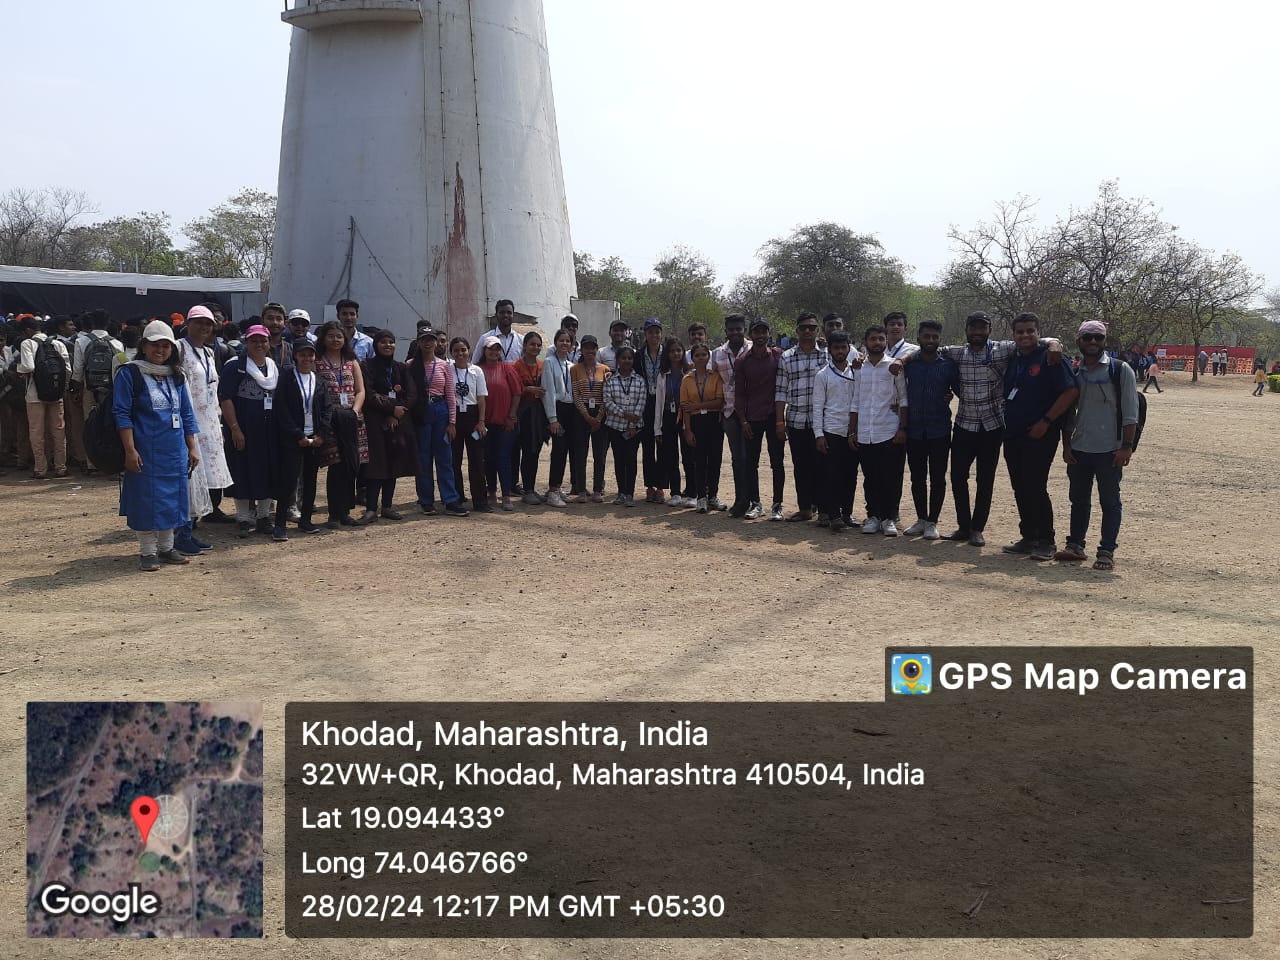 GPS Map Camera
Khodad, Maharashtra, India
32VW+QR, Khodad, Maharashtra 410504, India
Lat 19.094433°
Long 74.046766°
28/02/24 12:17 PM GMT +05:30
Google